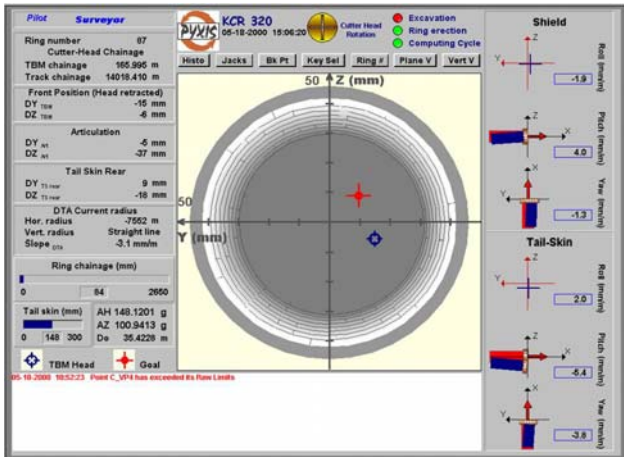 Pilot Surveyor
Ring number 87
Cutter-Head Chainage
TBM chainage 165.995 m
Track chainage 14018.410 m
Front Position (Head retracted)
DY TBM -15 mm
DZ TBM -6 mm
Articulation
DY Art -5 mm
DZ Art -37 mm
Tail Skin Rear
DY TS rear 9 mm
DZ TS rear -18 mm
DTA Current radius
Hor. radius -7552 m
Vert. radius Straight line
Slope DTA -3.1 mm/m
Ring chainage (mm)
0 84 2650
Tail skin (mm)
0 148 300
AH 148.1201 g
AZ 100.9413 g
De 35.4228 m
TBM Head Goal
05-18-2000 10:52:23 Point C_VP4 has exceeded its Raw Limits
PYXIS
KCR 320
05-18-2000 15:06:20
Cutter Head
Rotation
Excavation
Ring erection
Computing Cycle
Histo Jacks Bk Pt Key Sel Ring # Plane V Vert V
50 Z (mm)
50
Y (mm)
Shield
Z
Y
Roll (mm/m)
-1.9
Z
X
Pitch (mm/m)
4.0
X
Y
Yaw (mm/m)
-1.3
Tail-Skin
Z
Y
Roll (mm/m)
2.0
Z
X
Pitch (mm/m)
-5.4
X
Y
Yaw (mm/m)
-3.8